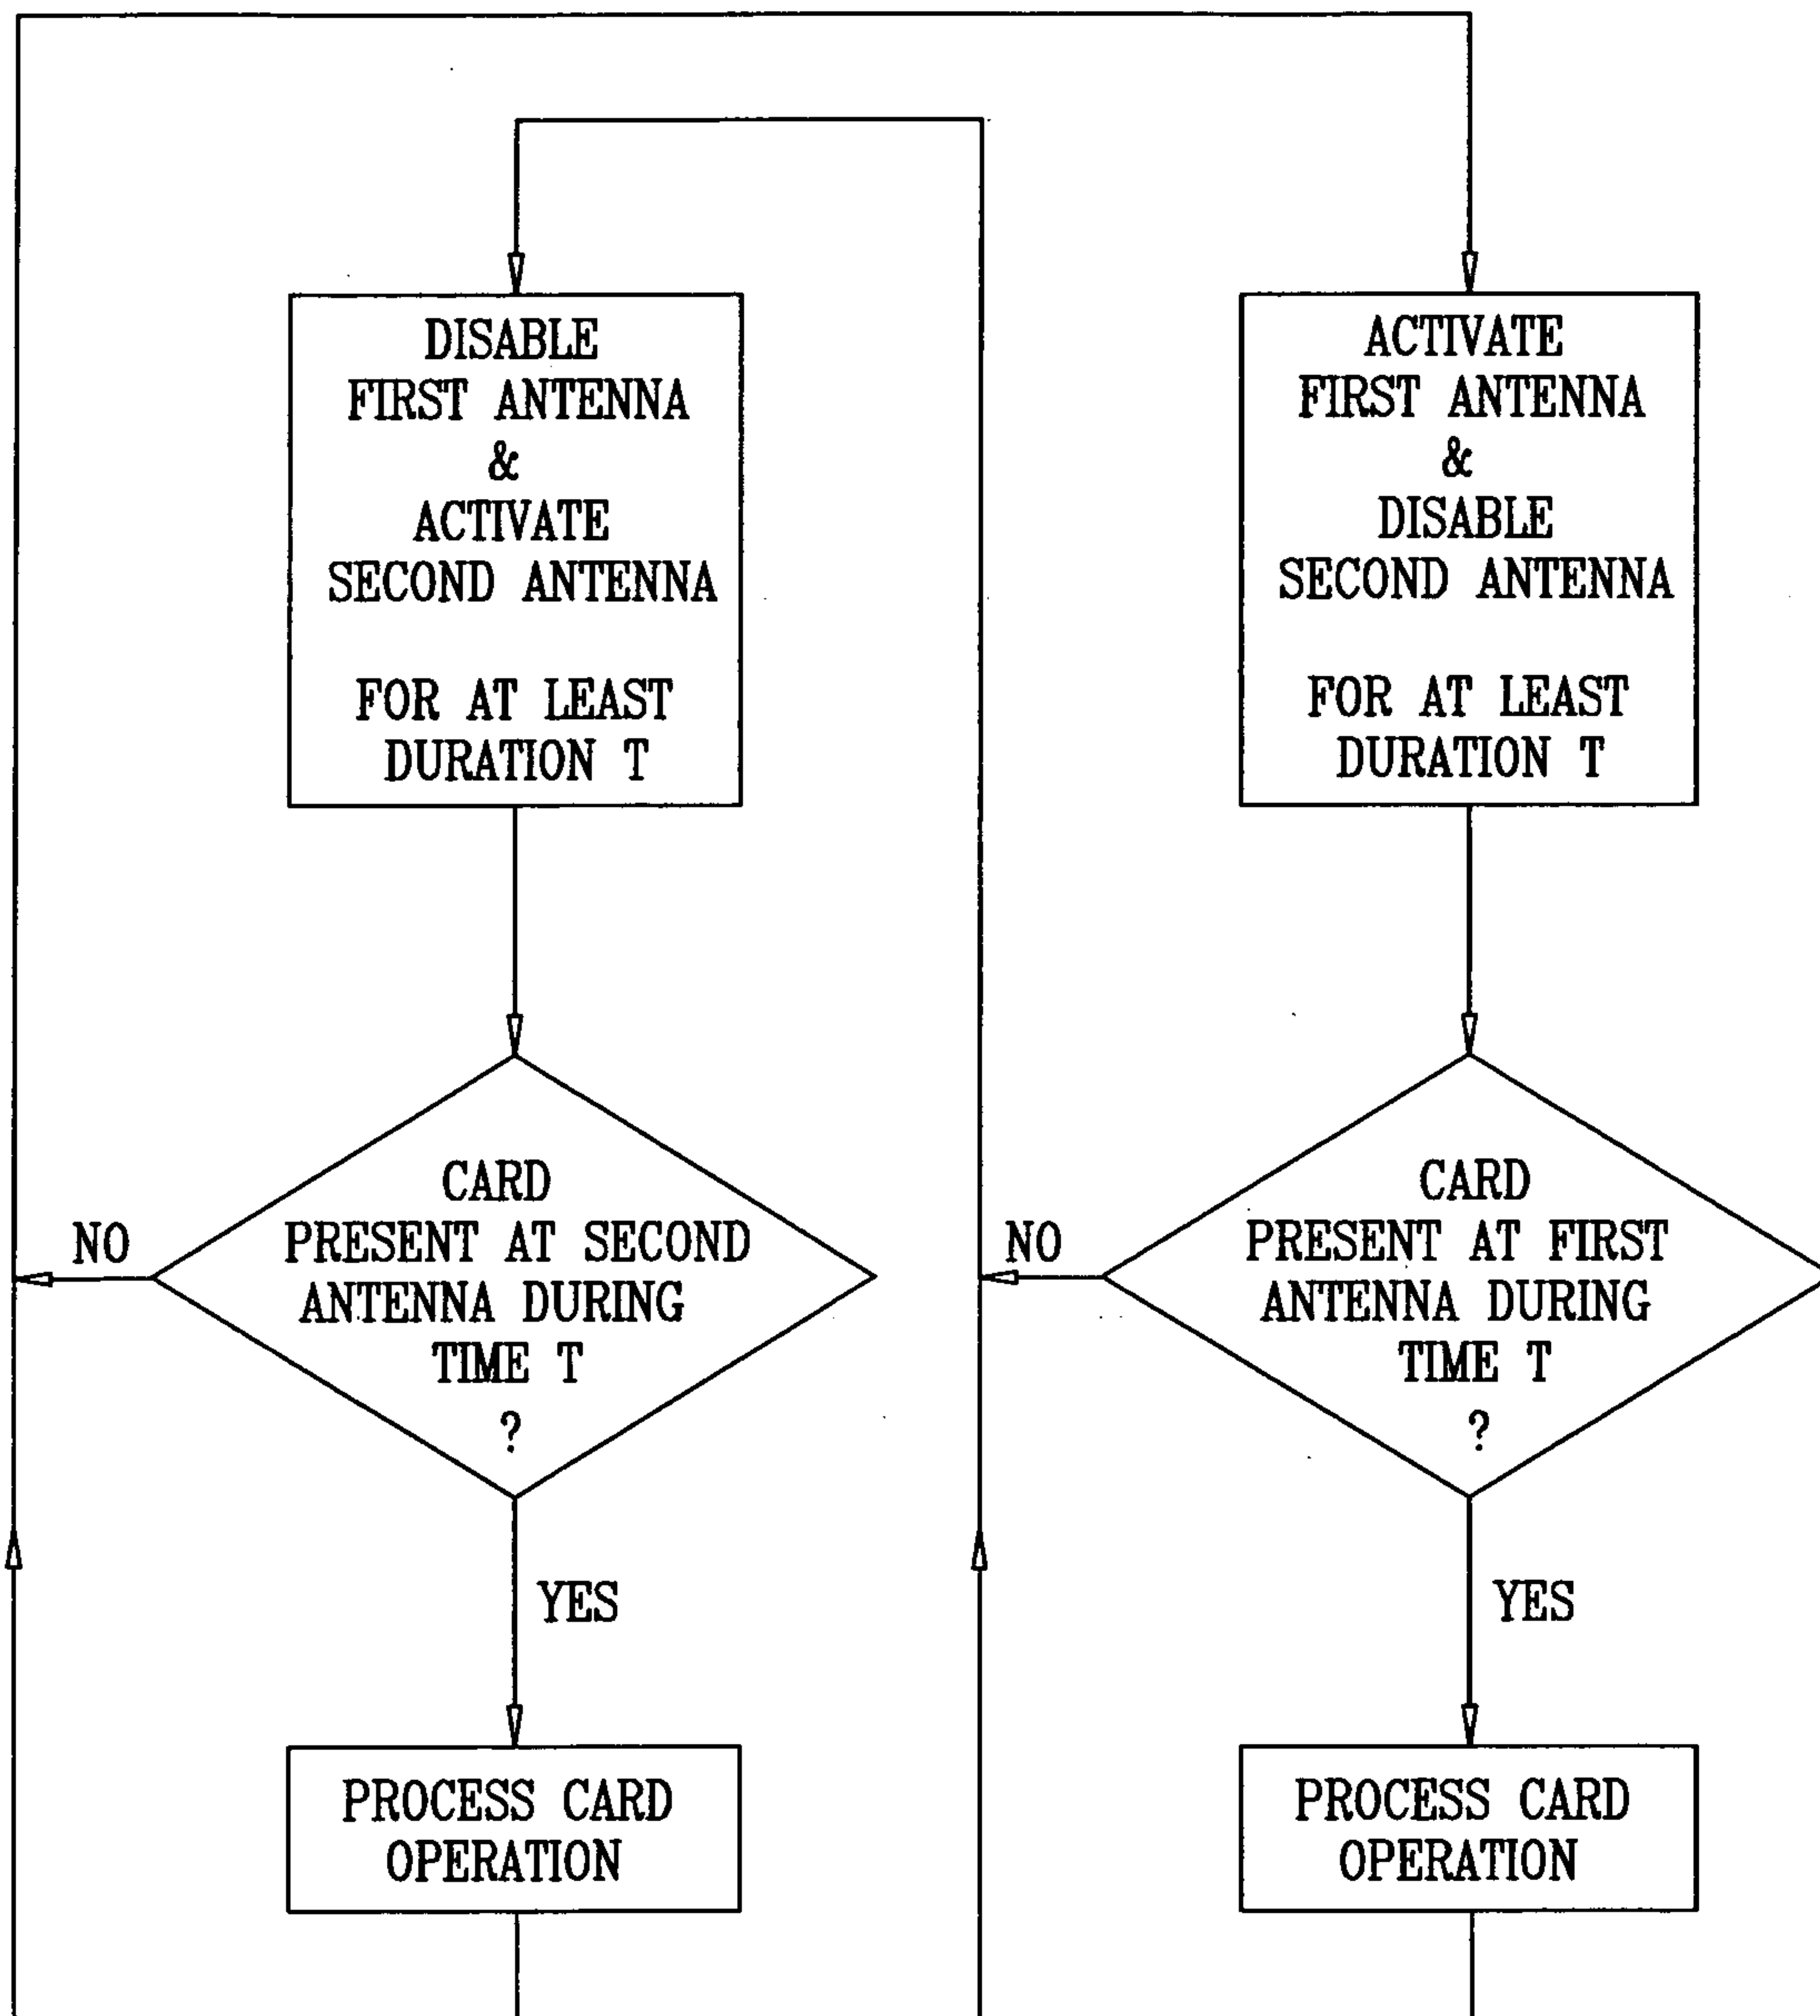 DISABLE
FIRST ANTENNA
&
ACTIVATE
SECOND ANTENNA
FOR AT LEAST
DURATION T
CARD
PRESENT AT SECOND
ANTENNA DURING
TIME T
?
NO
YES
PROCESS CARD
OPERATION
ACTIVATE
FIRST ANTENNA
&
DISABLE
SECOND ANTENNA
FOR AT LEAST
DURATION T
CARD
PRESENT AT FIRST
ANTENNA DURING
TIME T
?
NO
YES
PROCESS CARD
OPERATION